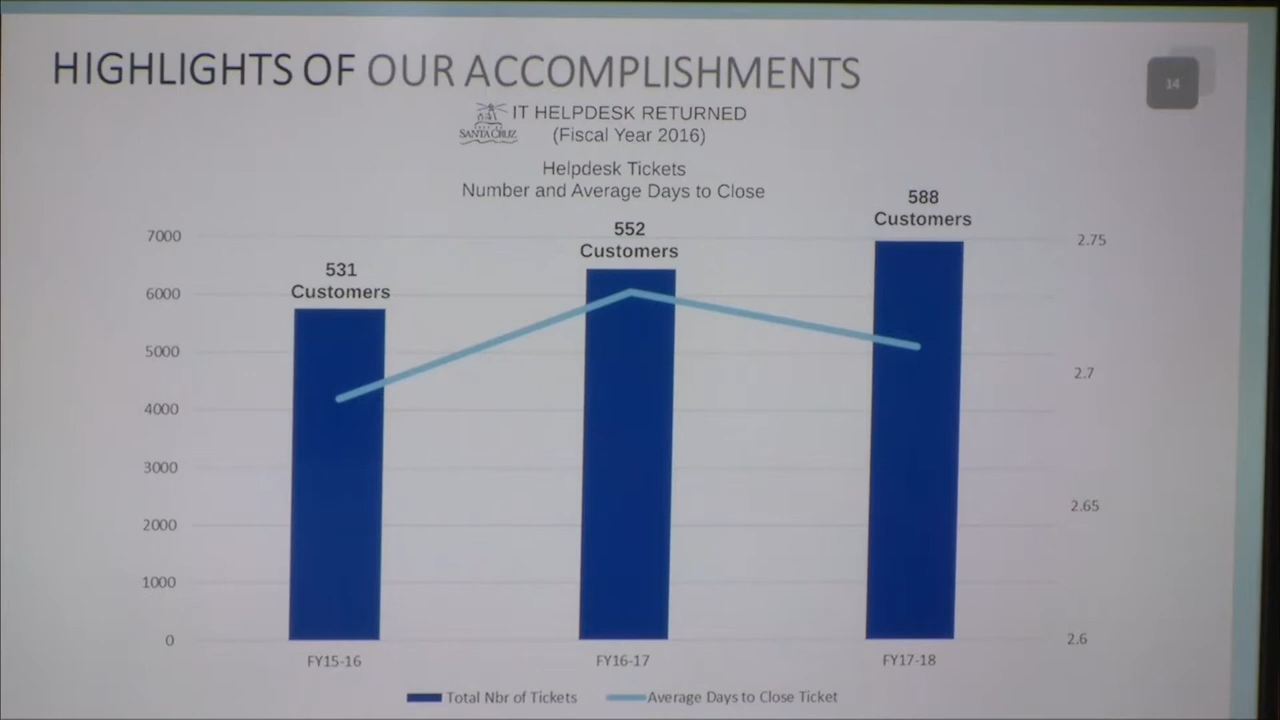 HIGHLIGHTS OF OUR ACCOMPLISHMENTS
14
IT HELPDESK RETURNED
SANTA CRUZ
(Fiscal Year 2016)
Helpdesk Tickets
Number and Average Days to Close
531
Customers
552
Customers
588
Customers
7000
6000
5000
4000
3000
2000
1000
0
2.75
2.7
2.65
2.6
FY15-16
FY16-17
FY17-18
Total Nbr of Tickets
Average Days to Close Ticket